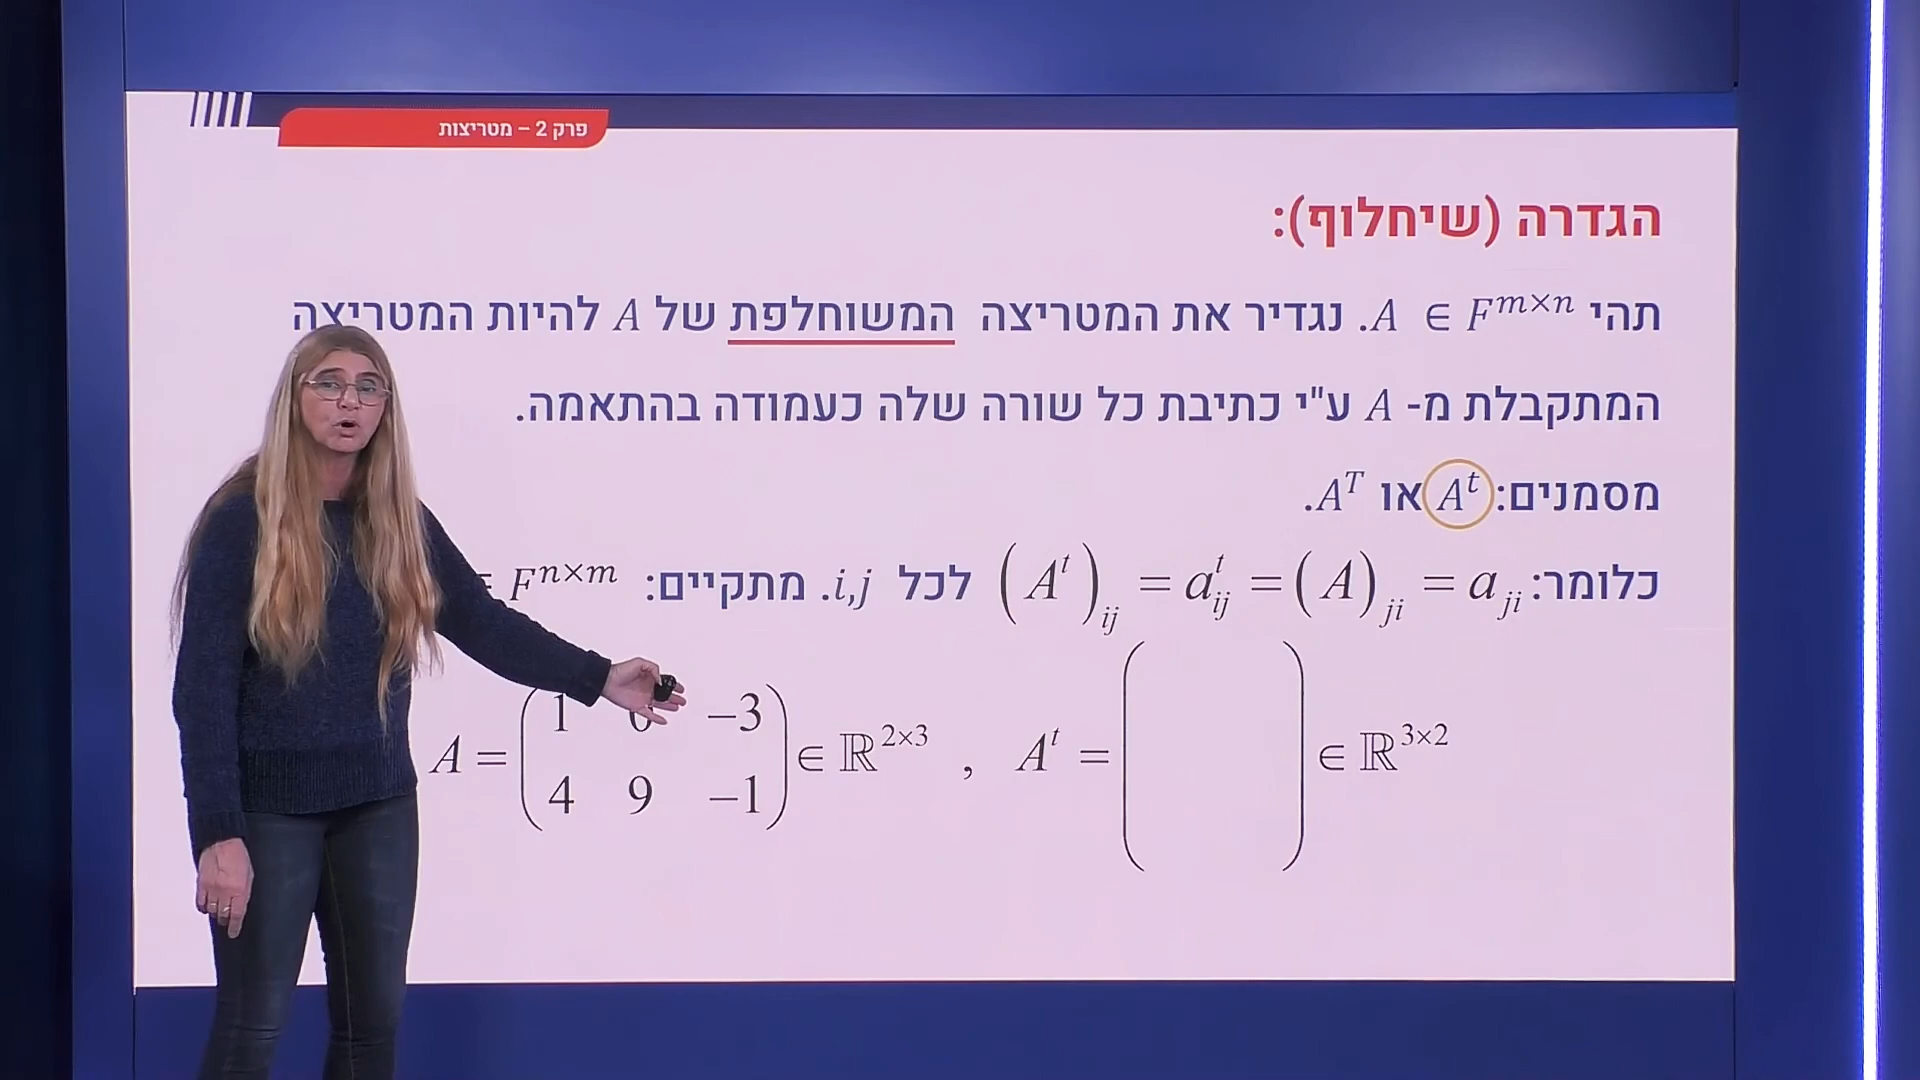 פרק 2 – מטריצות
הגדרה (שיחלוף):
תהי A ∈ F^{m×n}. נגדיר את המטריצה המשוחלפת של A להיות המטריצה
המתקבלת מ- A ע"י כתיבת כל שורה שלה כעמודה בהתאמה.
מסמנים: A^t או A^T.
כלומר: (A^t)_{ij} = a^t_{ij} = (A)_{ji} = a_{ji} לכל i,j. מתקיים: F^{n×m}
A = (1 −3 / 4 9 −1) ∈ ℝ^{2×3} , A^t = ( ) ∈ ℝ^{3×2}